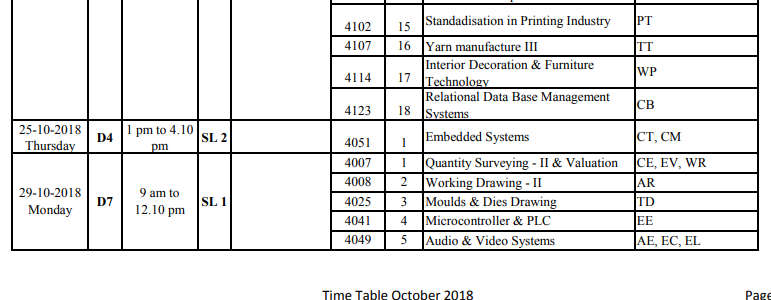 4102 15 Standadisation in Printing Industry PT
4107 16 Yarn manufacture III TT
4114 17 Interior Decoration & Furniture Technology WP
4123 18 Relational Data Base Management Systems CB
25-10-2018 Thursday D4 1 pm to 4.10 pm SL 2 4051 1 Embedded Systems CT, CM
29-10-2018 Monday D7 9 am to 12.10 pm SL 1 4007 1 Quantity Surveying - II & Valuation CE, EV, WR
4008 2 Working Drawing - II AR
4025 3 Moulds & Dies Drawing TD
4041 4 Microcontroller & PLC EE
4049 5 Audio & Video Systems AE, EC, EL
Time Table October 2018 Page